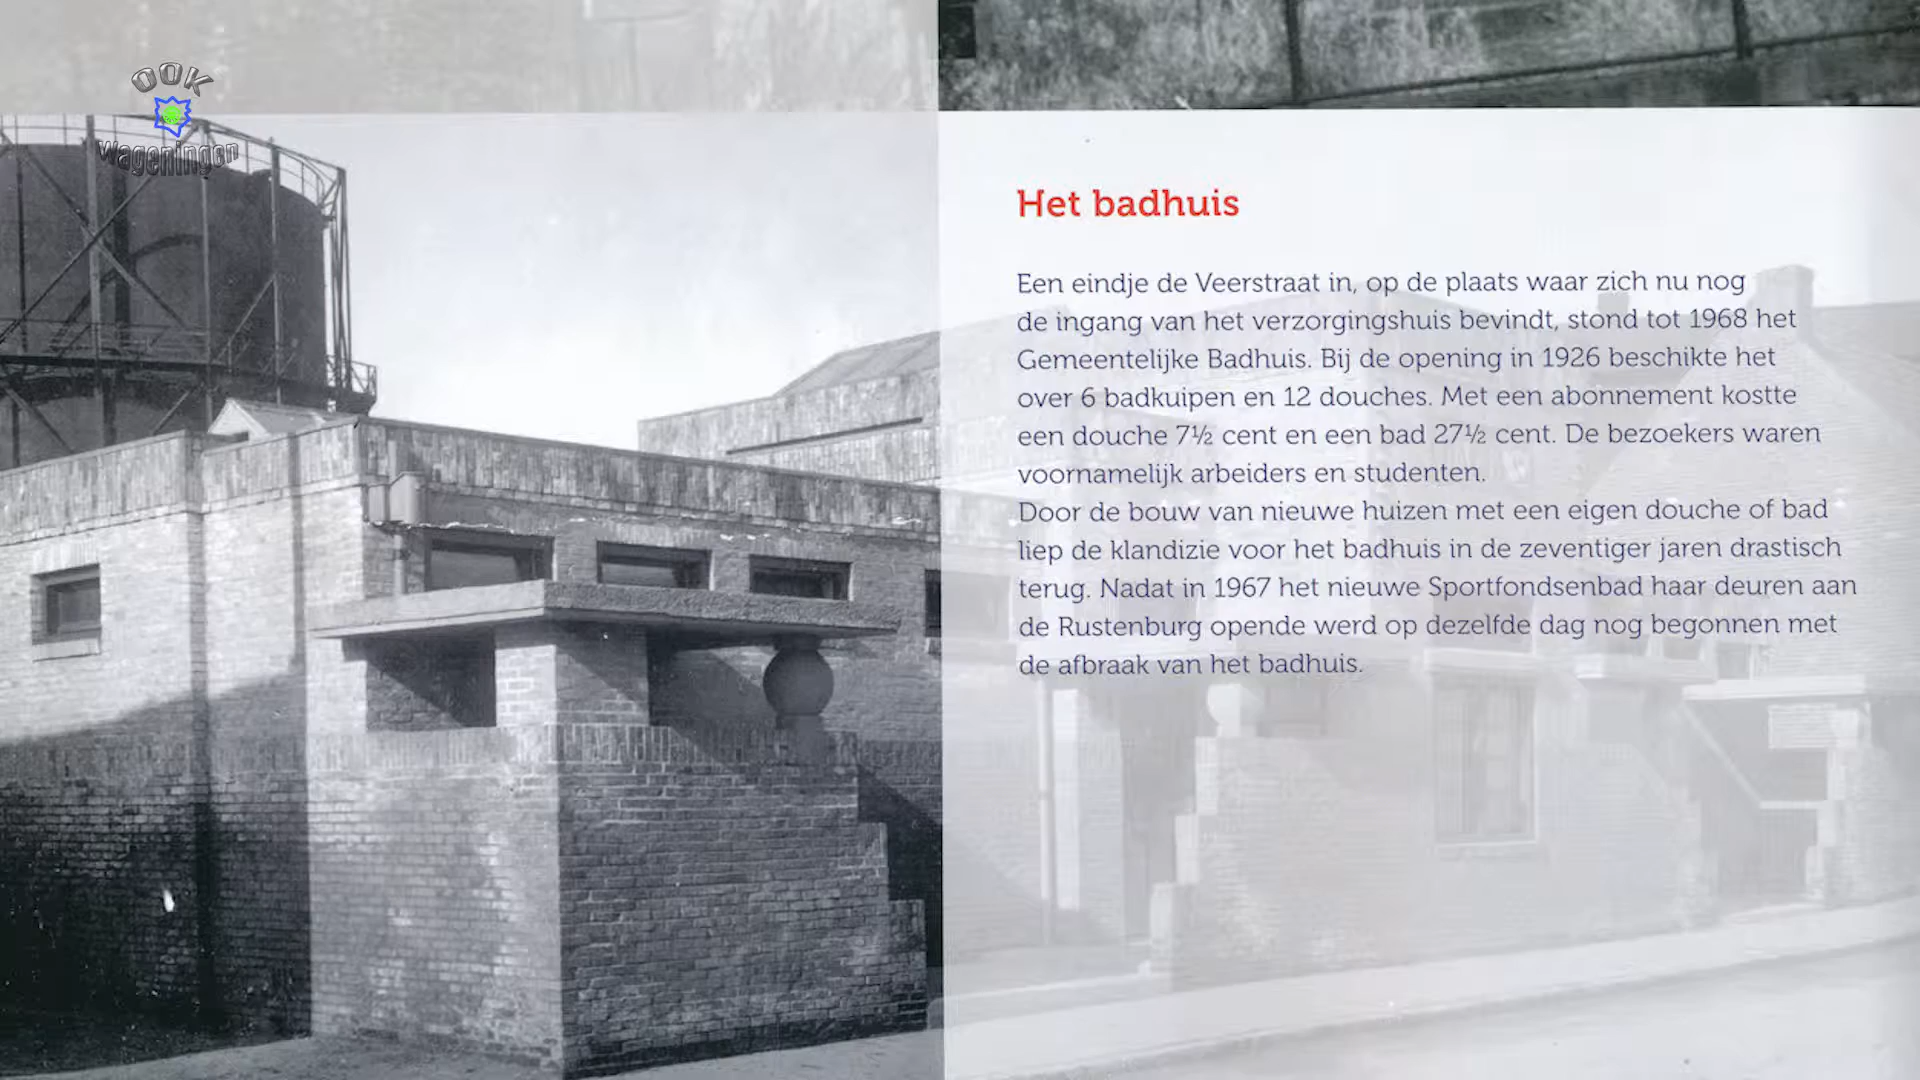 OOK
Wageningen
Het badhuis
Een eindje de Veerstraat in, op de plaats waar zich nu nog
de ingang van het verzorgingshuis bevindt, stond tot 1968 het
Gemeentelijke Badhuis. Bij de opening in 1926 beschikte het
over 6 badkuipen en 12 douches. Met een abonnement kostte
een douche 7½ cent en een bad 27½ cent. De bezoekers waren
voornamelijk arbeiders en studenten.
Door de bouw van nieuwe huizen met een eigen douche of bad
liep de klandizie voor het badhuis in de zeventiger jaren drastisch
terug. Nadat in 1967 het nieuwe Sportfondsenbad haar deuren aan
de Rustenburg opende werd op dezelfde dag nog begonnen met
de afbraak van het badhuis.